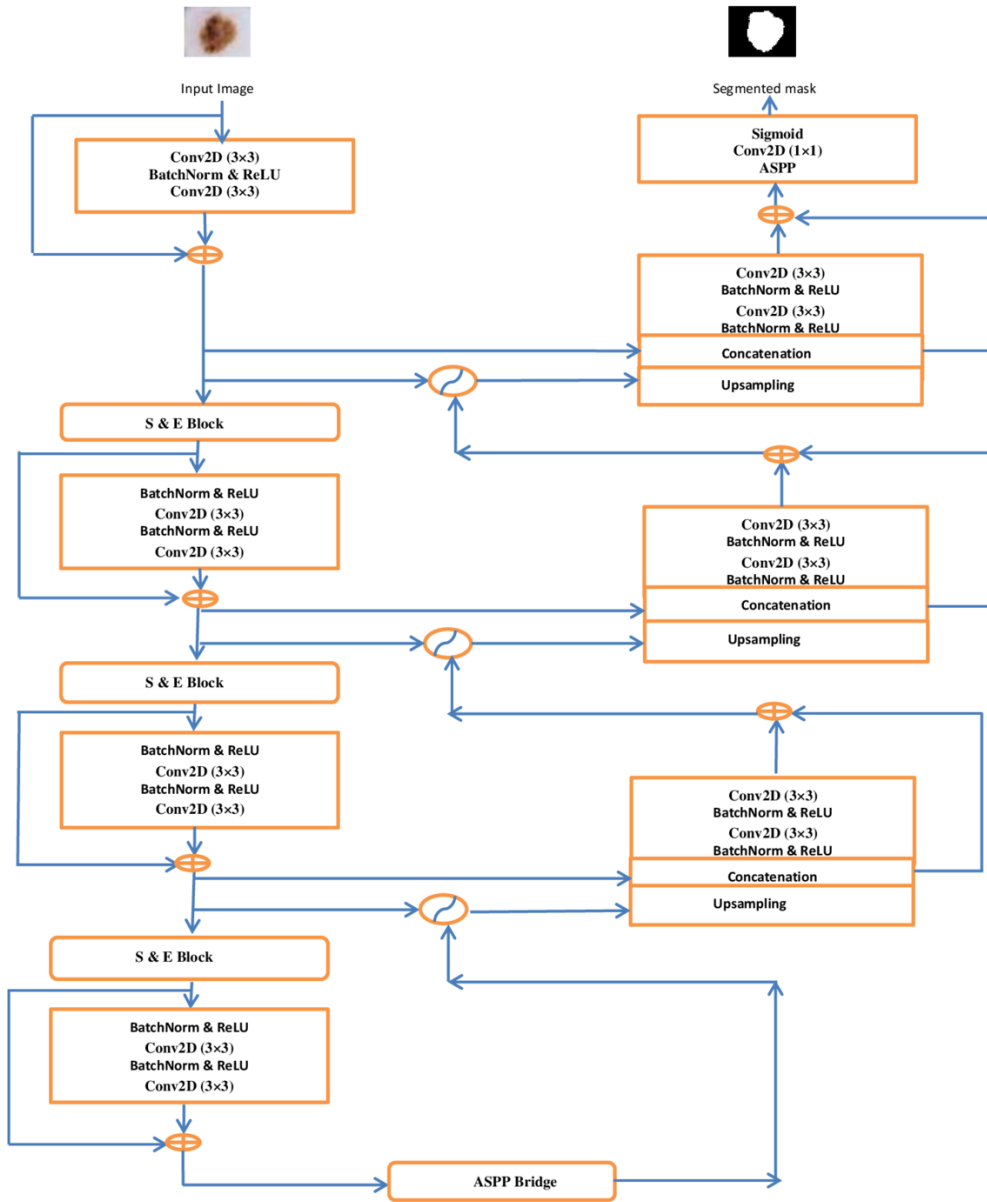 Input Image
Conv2D (3×3)
BatchNorm & ReLU
Conv2D (3×3)
S & E Block
BatchNorm & ReLU
Conv2D (3×3)
BatchNorm & ReLU
Conv2D (3×3)
S & E Block
BatchNorm & ReLU
Conv2D (3×3)
BatchNorm & ReLU
Conv2D (3×3)
S & E Block
BatchNorm & ReLU
Conv2D (3×3)
BatchNorm & ReLU
Conv2D (3×3)
ASPP Bridge
Segmented mask
Sigmoid
Conv2D (1×1)
ASPP
Conv2D (3×3)
BatchNorm & ReLU
Conv2D (3×3)
BatchNorm & ReLU
Concatenation
Upsampling
Conv2D (3×3)
BatchNorm & ReLU
Conv2D (3×3)
BatchNorm & ReLU
Concatenation
Upsampling
Conv2D (3×3)
BatchNorm & ReLU
Conv2D (3×3)
BatchNorm & ReLU
Concatenation
Upsampling